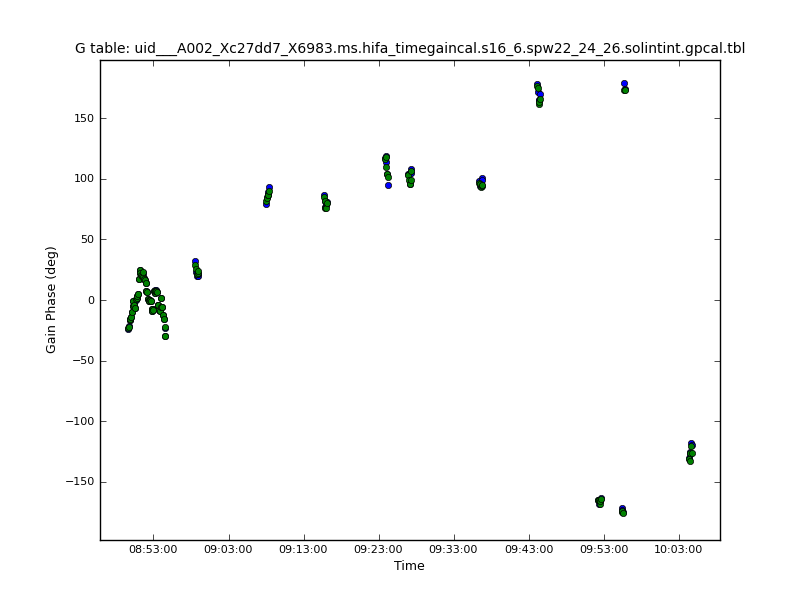 G table: uid___A002_Xc27dd7_X6983.ms.hifa_timegaincal.s16_6.spw22_24_26.solintint.gpcal.tbl
150
100
50
0
−50
−100
−150
Gain Phase (deg)
08:53:00 09:03:00 09:13:00 09:23:00 09:33:00 09:43:00 09:53:00 10:03:00
Time